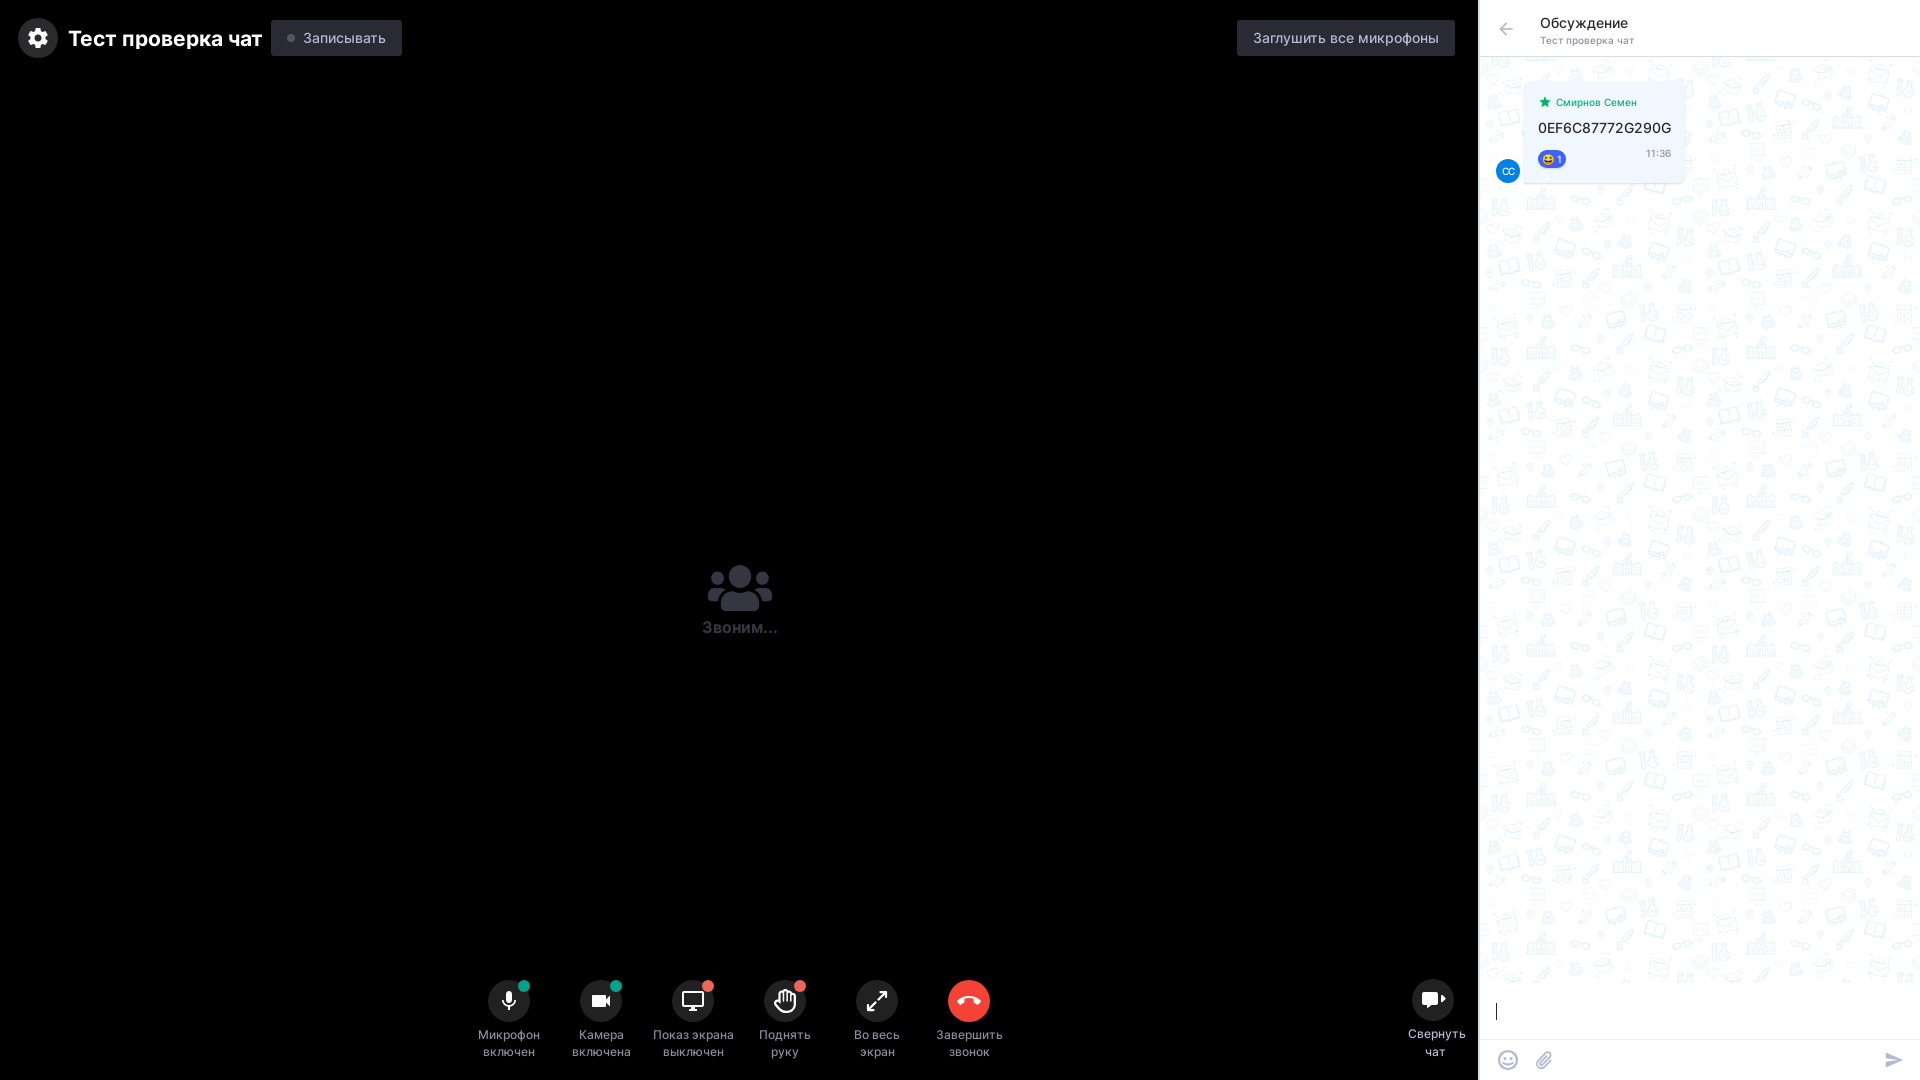 Тест проверка чат
Записывать
Заглушить все микрофоны
Звоним...
Микрофон
включен
Камера
включена
Показ экрана
выключен
Поднять
руку
Во весь
экран
Завершить
звонок
Свернуть
чат
Обсуждение
Тест проверка чат
Смирнов Семен
0EF6C87772G290G
😆 1
11:36
СС